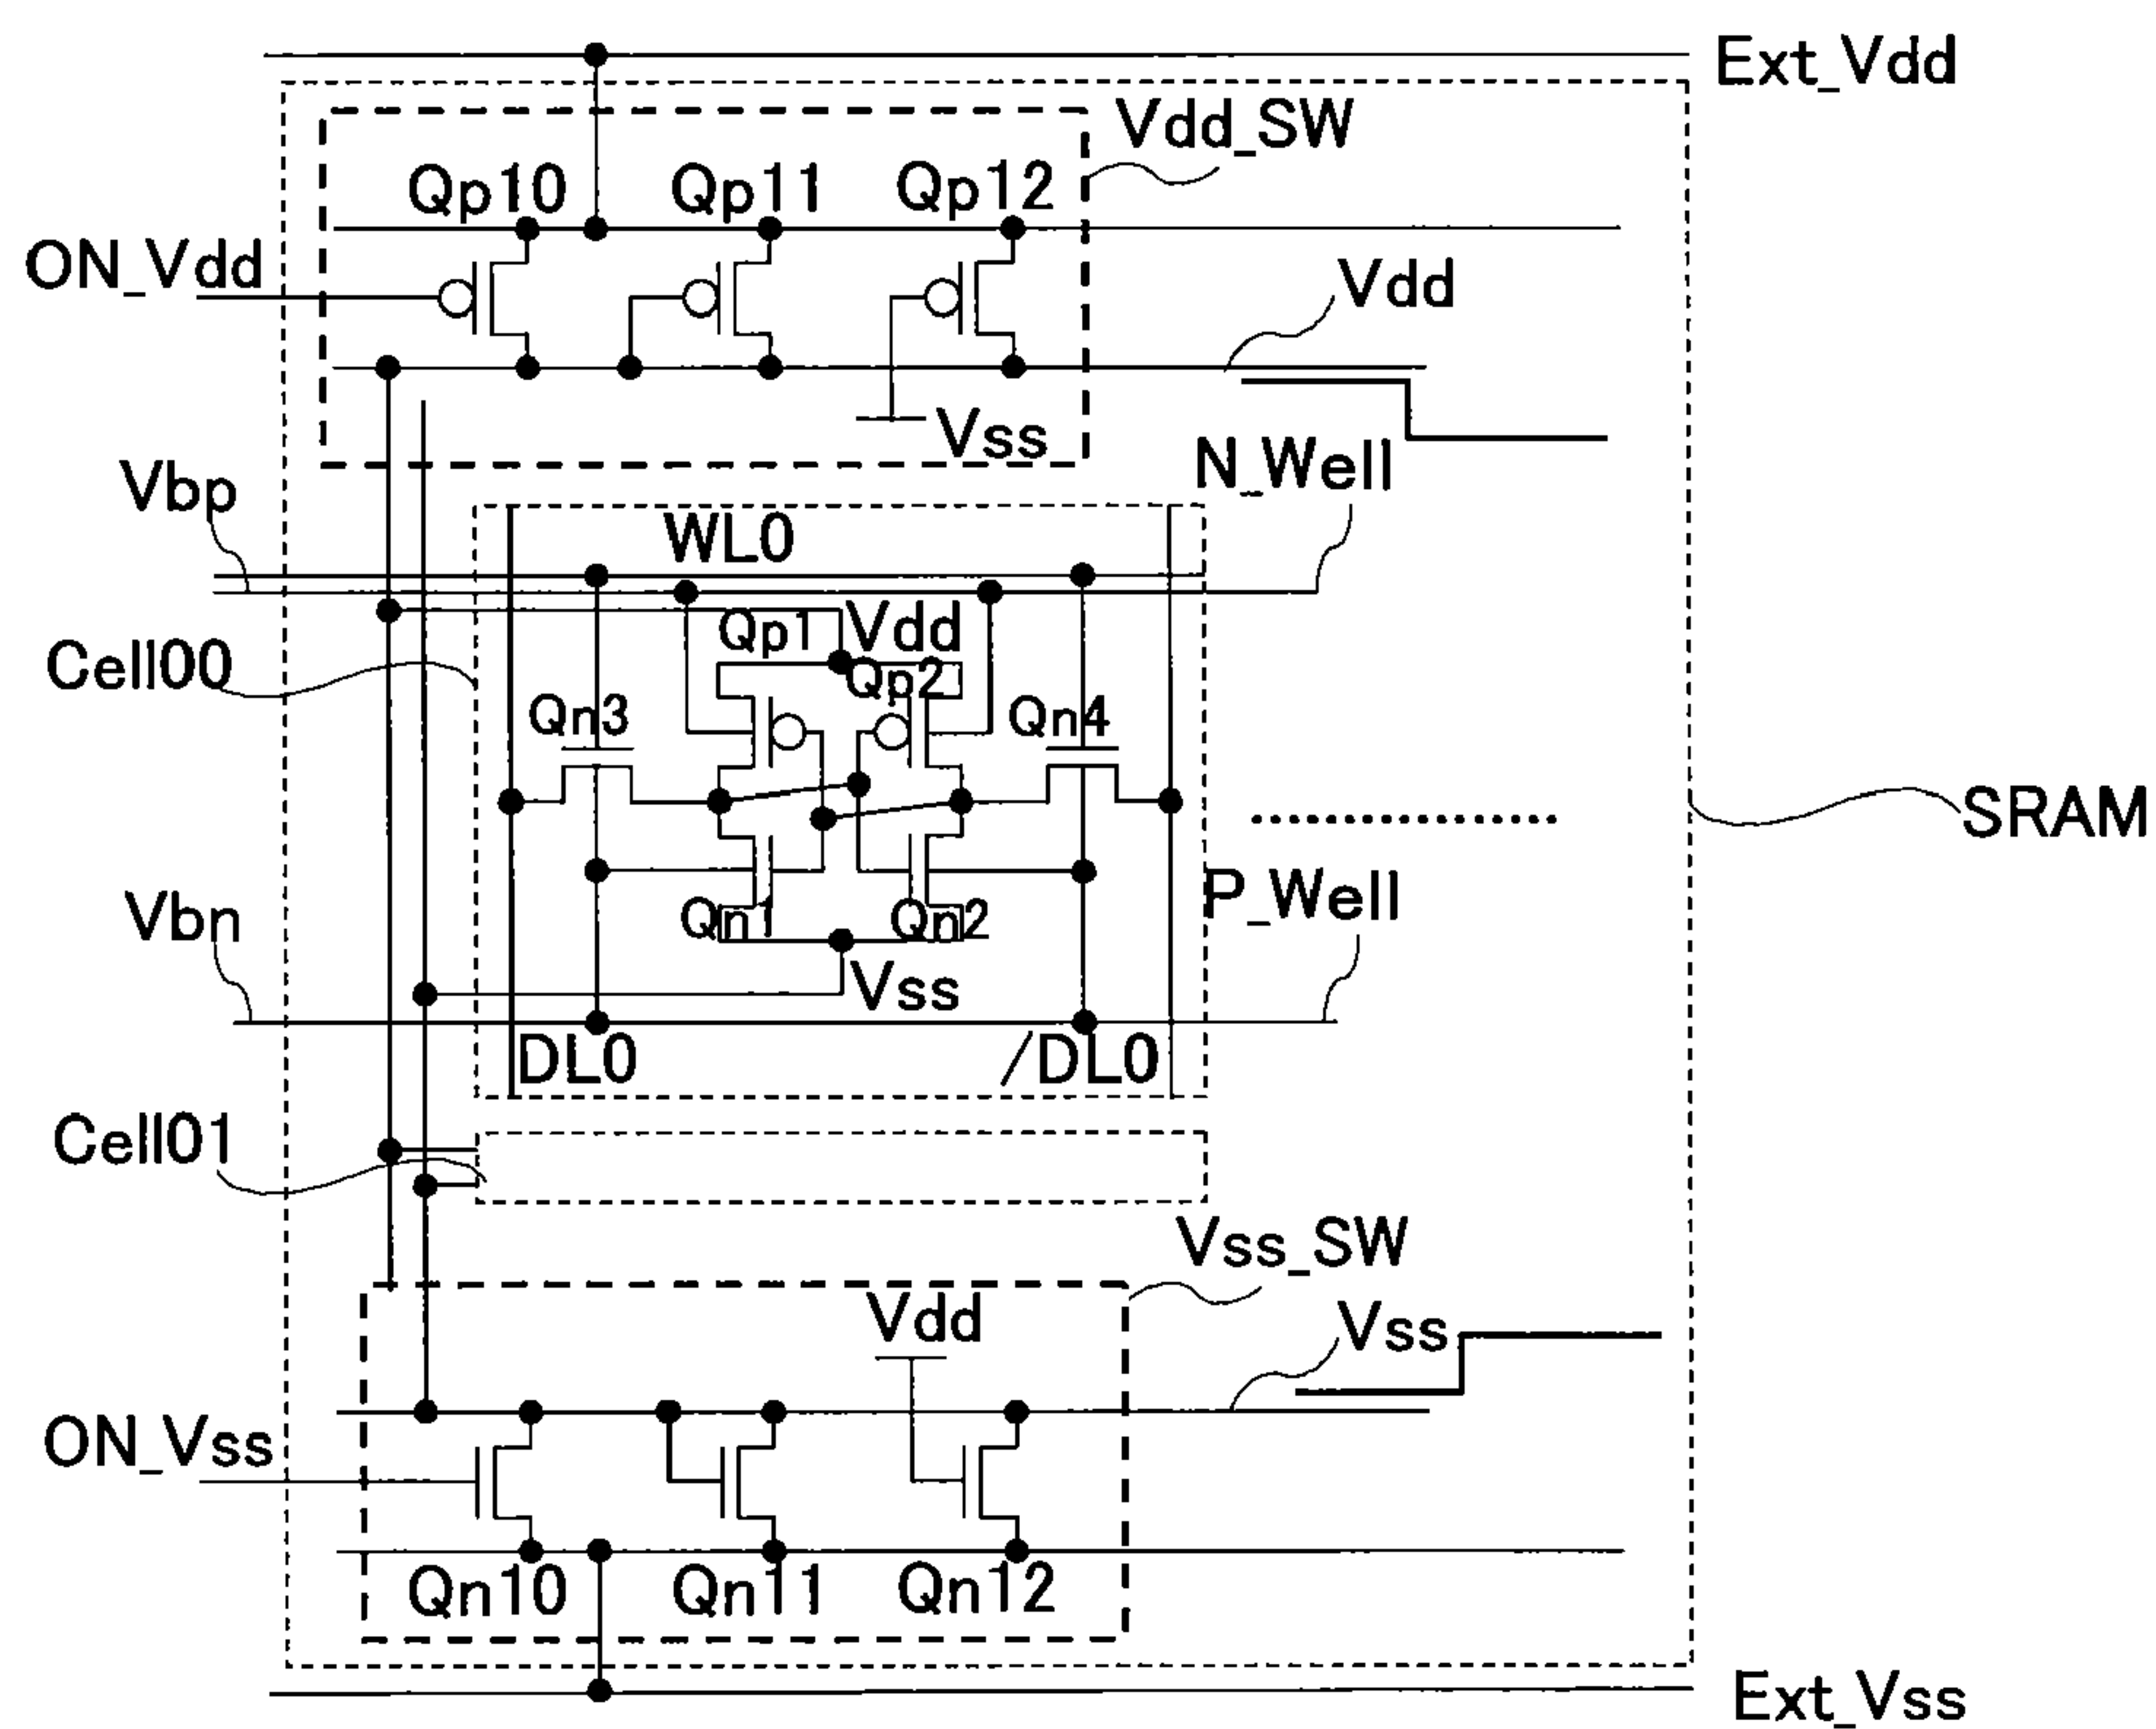 Ext_Vdd
Vdd_SW
Qp10
Qp11
Qp12
ON_Vdd
Vdd
Vss
N_Well
Vbp
WL0
Qp1
Vdd
Cell00
Qp2
Qn3
Qn4
SRAM
P_Well
Vbn
Qn1
Qn2
Vss
DL0
/DL0
Cell01
Vss_SW
Vdd
Vss
ON_Vss
Qn10
Qn11
Qn12
Ext_Vss